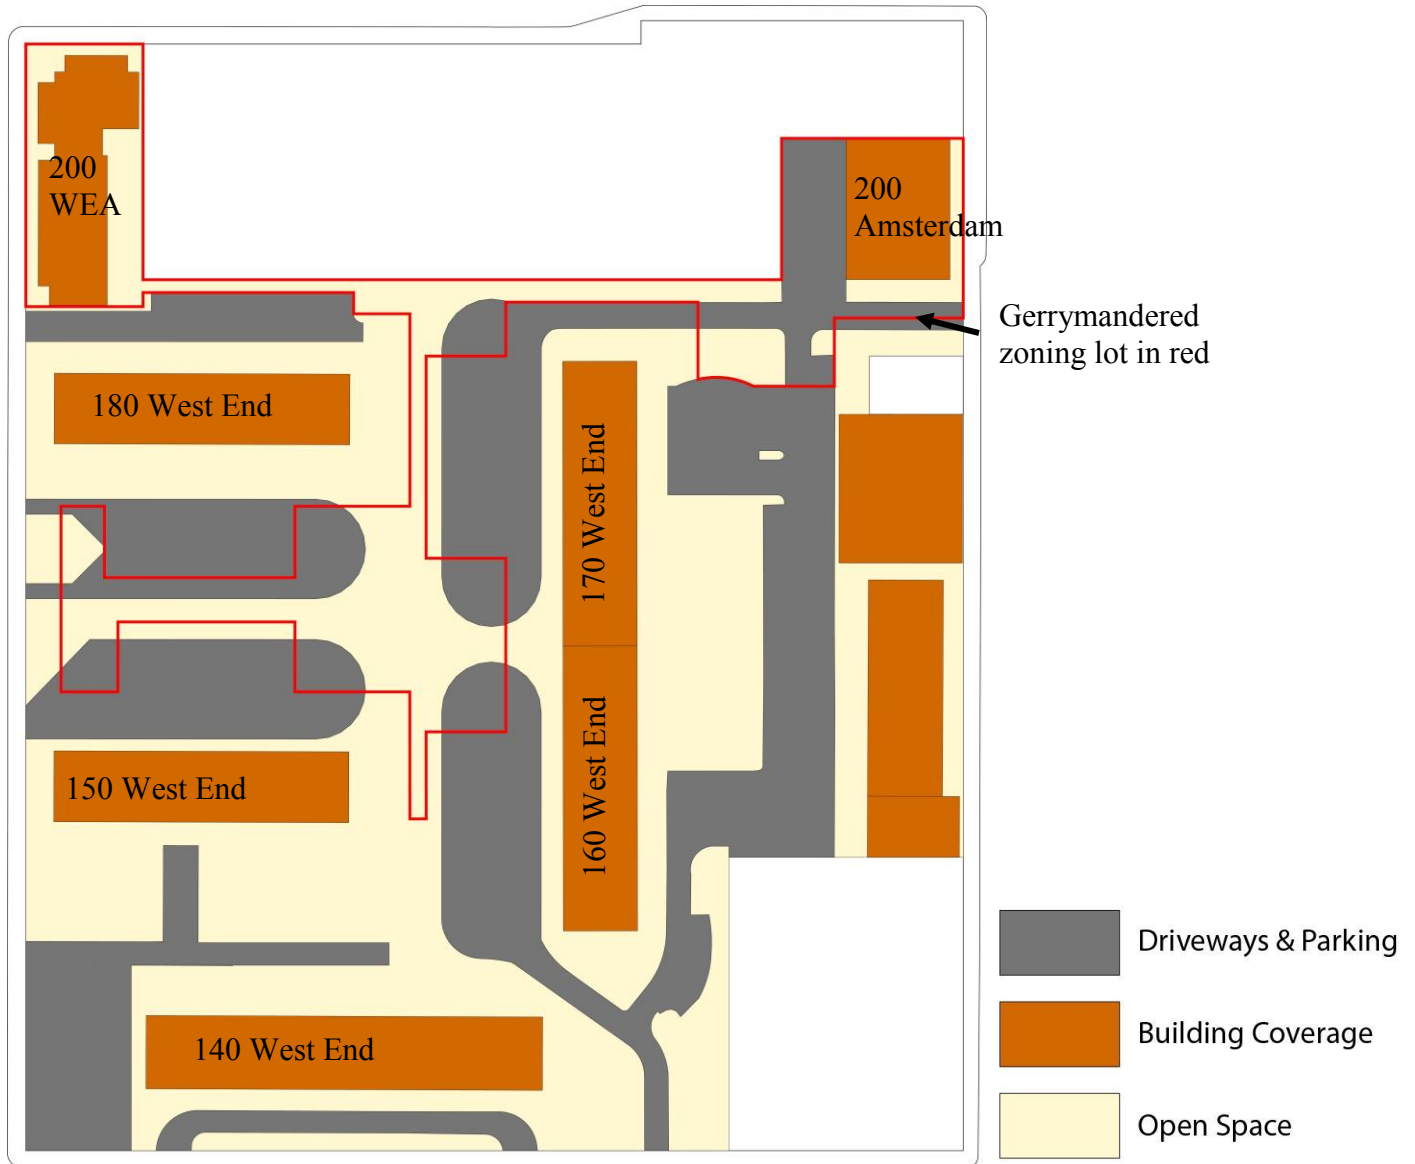 200
WEA
200
Amsterdam
Gerrymandered
zoning lot in red
180 West End
170 West End
160 West End
150 West End
140 West End
Driveways & Parking
Building Coverage
Open Space